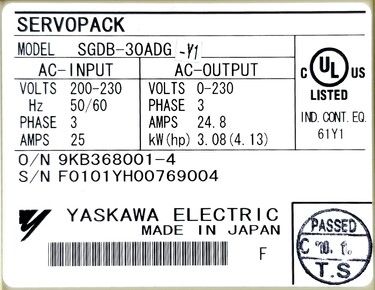 SERVOPACK
MODEL SGDB-30ADG -Y1
AC-INPUT AC-OUTPUT
VOLTS 200-230 VOLTS 0-230
Hz 50/60 PHASE 3
PHASE 3 AMPS 24.8
AMPS 25 kW(hp) 3.08(4.13)
C UL US
LISTED
IND. CONT. EQ.
61Y1
O/N 9KB368001-4
S/N F0101YH00769004
YASKAWA ELECTRIC
MADE IN JAPAN
F
PASSED
T.S